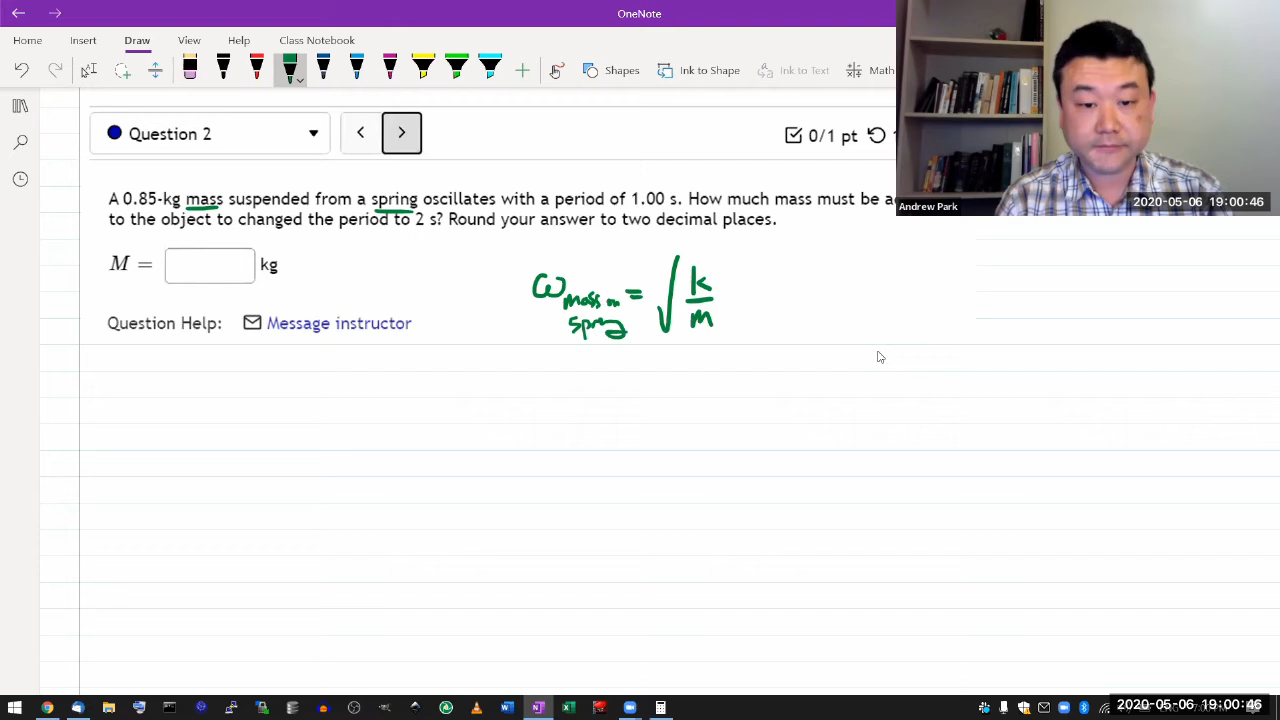 OneNote
Home Insert Draw View Help Class Notebook
Shapes Ink to Shape Ink to Text Math
Question 2 < > 0/1 pt
A 0.85-kg mass suspended from a spring oscillates with a period of 1.00 s. How much mass must be
to the object to changed the period to 2 s? Round your answer to two decimal places.
M = kg
Question Help: Message instructor
ω mass on spring = √ k/m
Andrew Park
2020-05-06 19:00:46
2020-05-06 19:00:46